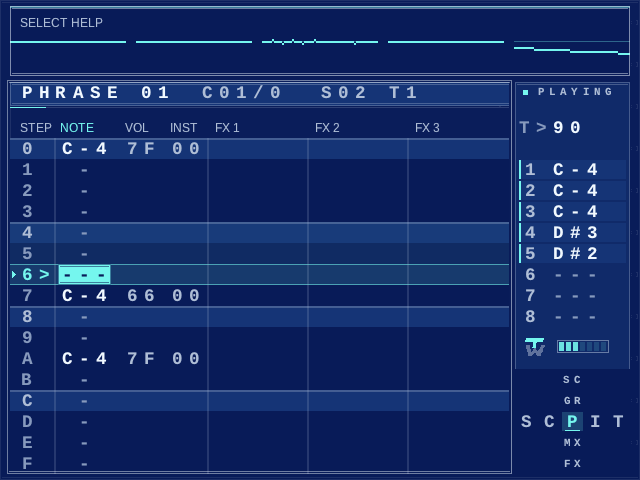 SELECT HELP
PHRASE 01 C01/0 S02 T1
STEP NOTE VOL INST FX 1 FX 2 FX 3
0 C-4 7F 00
1 -
2 -
3 -
4 -
5 -
6> ---
7 C-4 66 00
8 -
9 -
A C-4 7F 00
B -
C -
D -
E -
F -
PLAYING
T>90
1 C-4
2 C-4
3 C-4
4 D#3
5 D#2
6 ---
7 ---
8 ---
TW
SC
GR
SCPIT
MX
FX